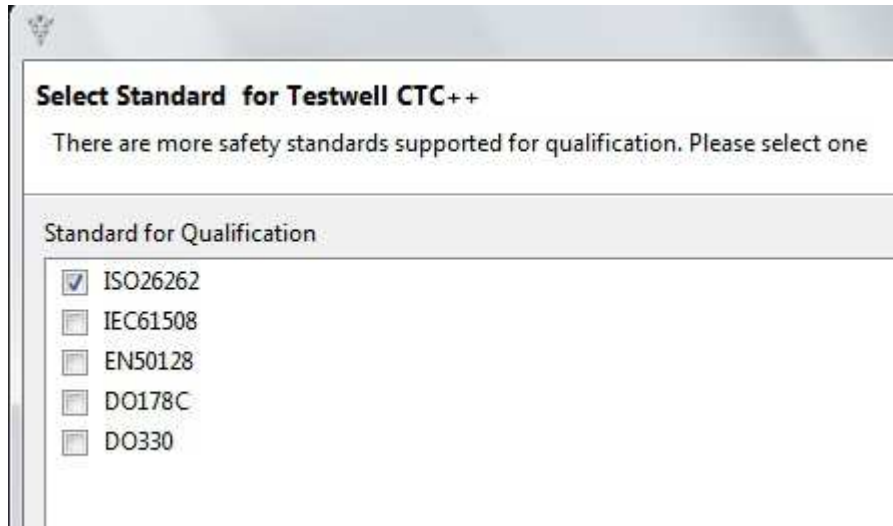 Select Standard for Testwell CTC++
There are more safety standards supported for qualification. Please select one
Standard for Qualification
ISO26262
IEC61508
EN50128
DO178C
DO330